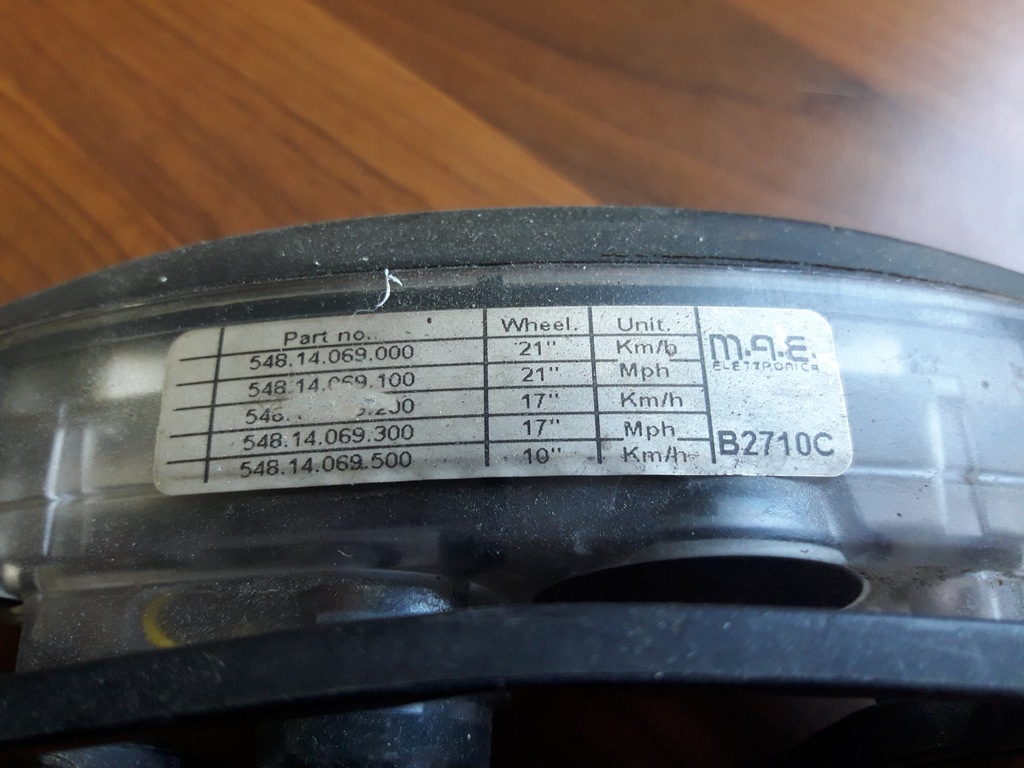 Part no. Wheel. Unit.
548.14.069.000 21" Km/h
548.14.069.100 21" Mph
17" Km/h
548.14.069.300 17" Mph
548.14.069.500 10" Km/h
M.A.E.
ELETTRONICA
B2710C